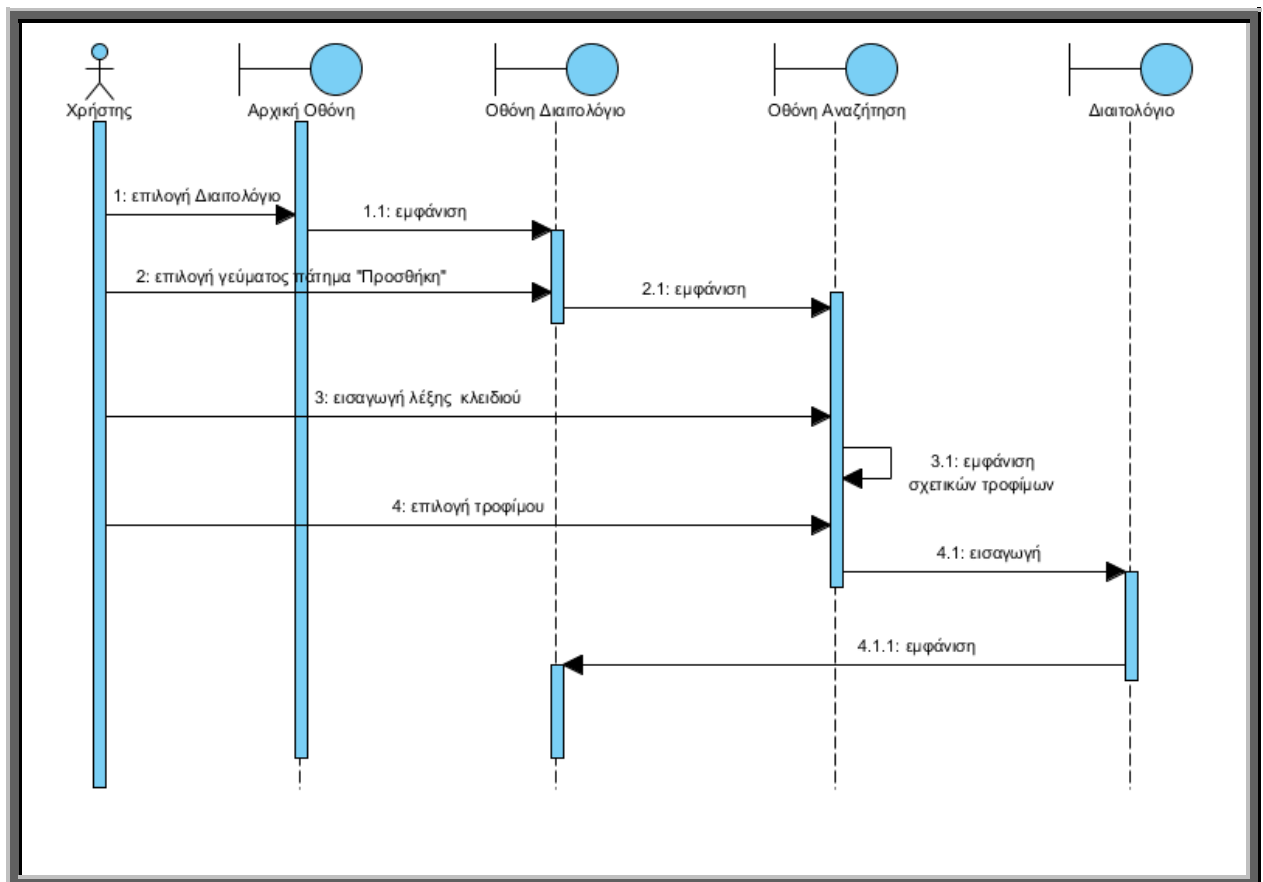 Χρήστης
Αρχική Οθόνη
Οθόνη Διαιτολόγιο
Οθόνη Αναζήτηση
Διαιτολόγιο
1: επιλογή Διαιτολόγιο
1.1: εμφάνιση
2: επιλογή γεύματος πάτημα "Προσθήκη"
2.1: εμφάνιση
3: εισαγωγή λέξης κλειδιού
3.1: εμφάνιση
σχετικών τροφίμων
4: επιλογή τροφίμου
4.1: εισαγωγή
4.1.1: εμφάνιση